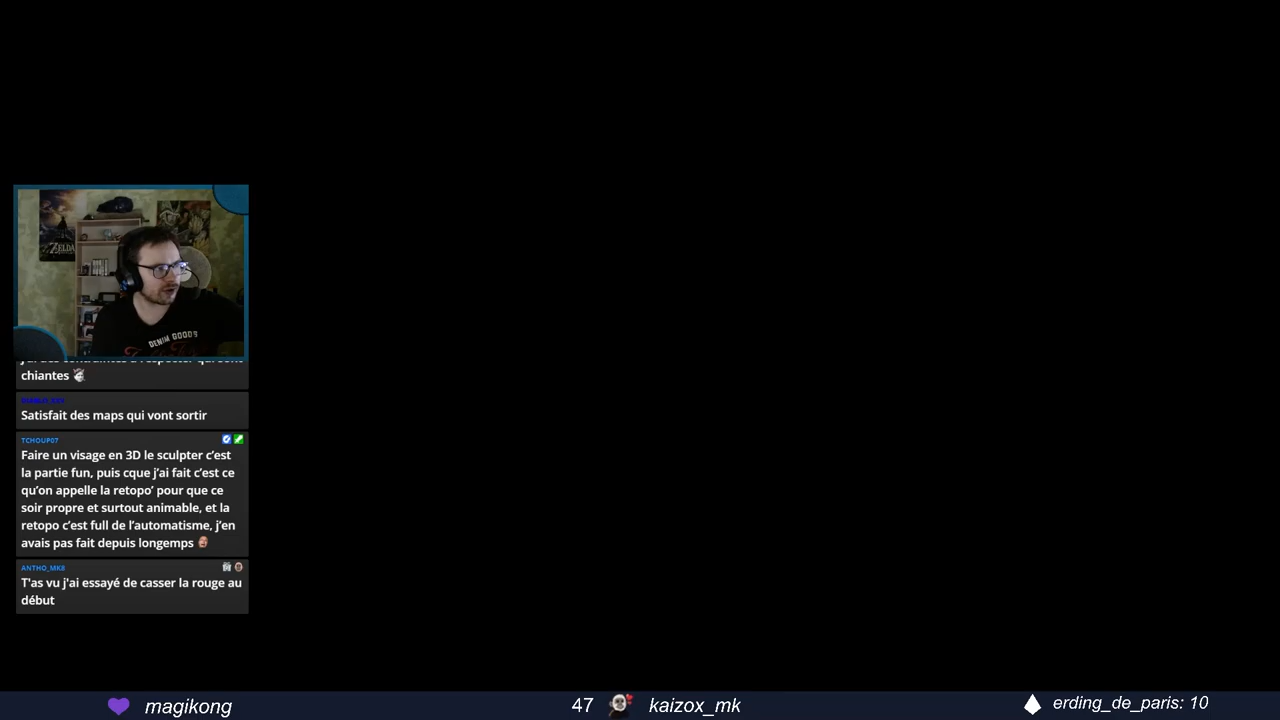 ZELDA
DENIM GOODS
chiantes
Satisfait des maps qui vont sortir
TCHOUP07
Faire un visage en 3D le sculpter c’est
la partie fun, puis cque j’ai fait c’est ce
qu’on appelle la retopo’ pour que ce
soir propre et surtout animable, et la
retopo c’est full de l’automatisme, j’en
avais pas fait depuis longemps
ANTHO_MK8
T'as vu j'ai essayé de casser la rouge au
début
magikong
47 kaizox_mk
erding_de_paris: 10